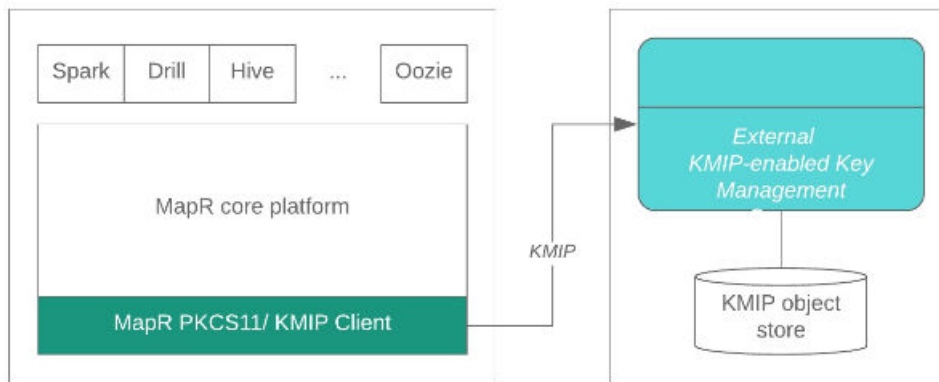 Spark Drill Hive ... Oozie
MapR core platform
MapR PKCS11/ KMIP Client
KMIP
External
KMIP-enabled Key
Management
KMIP object
store